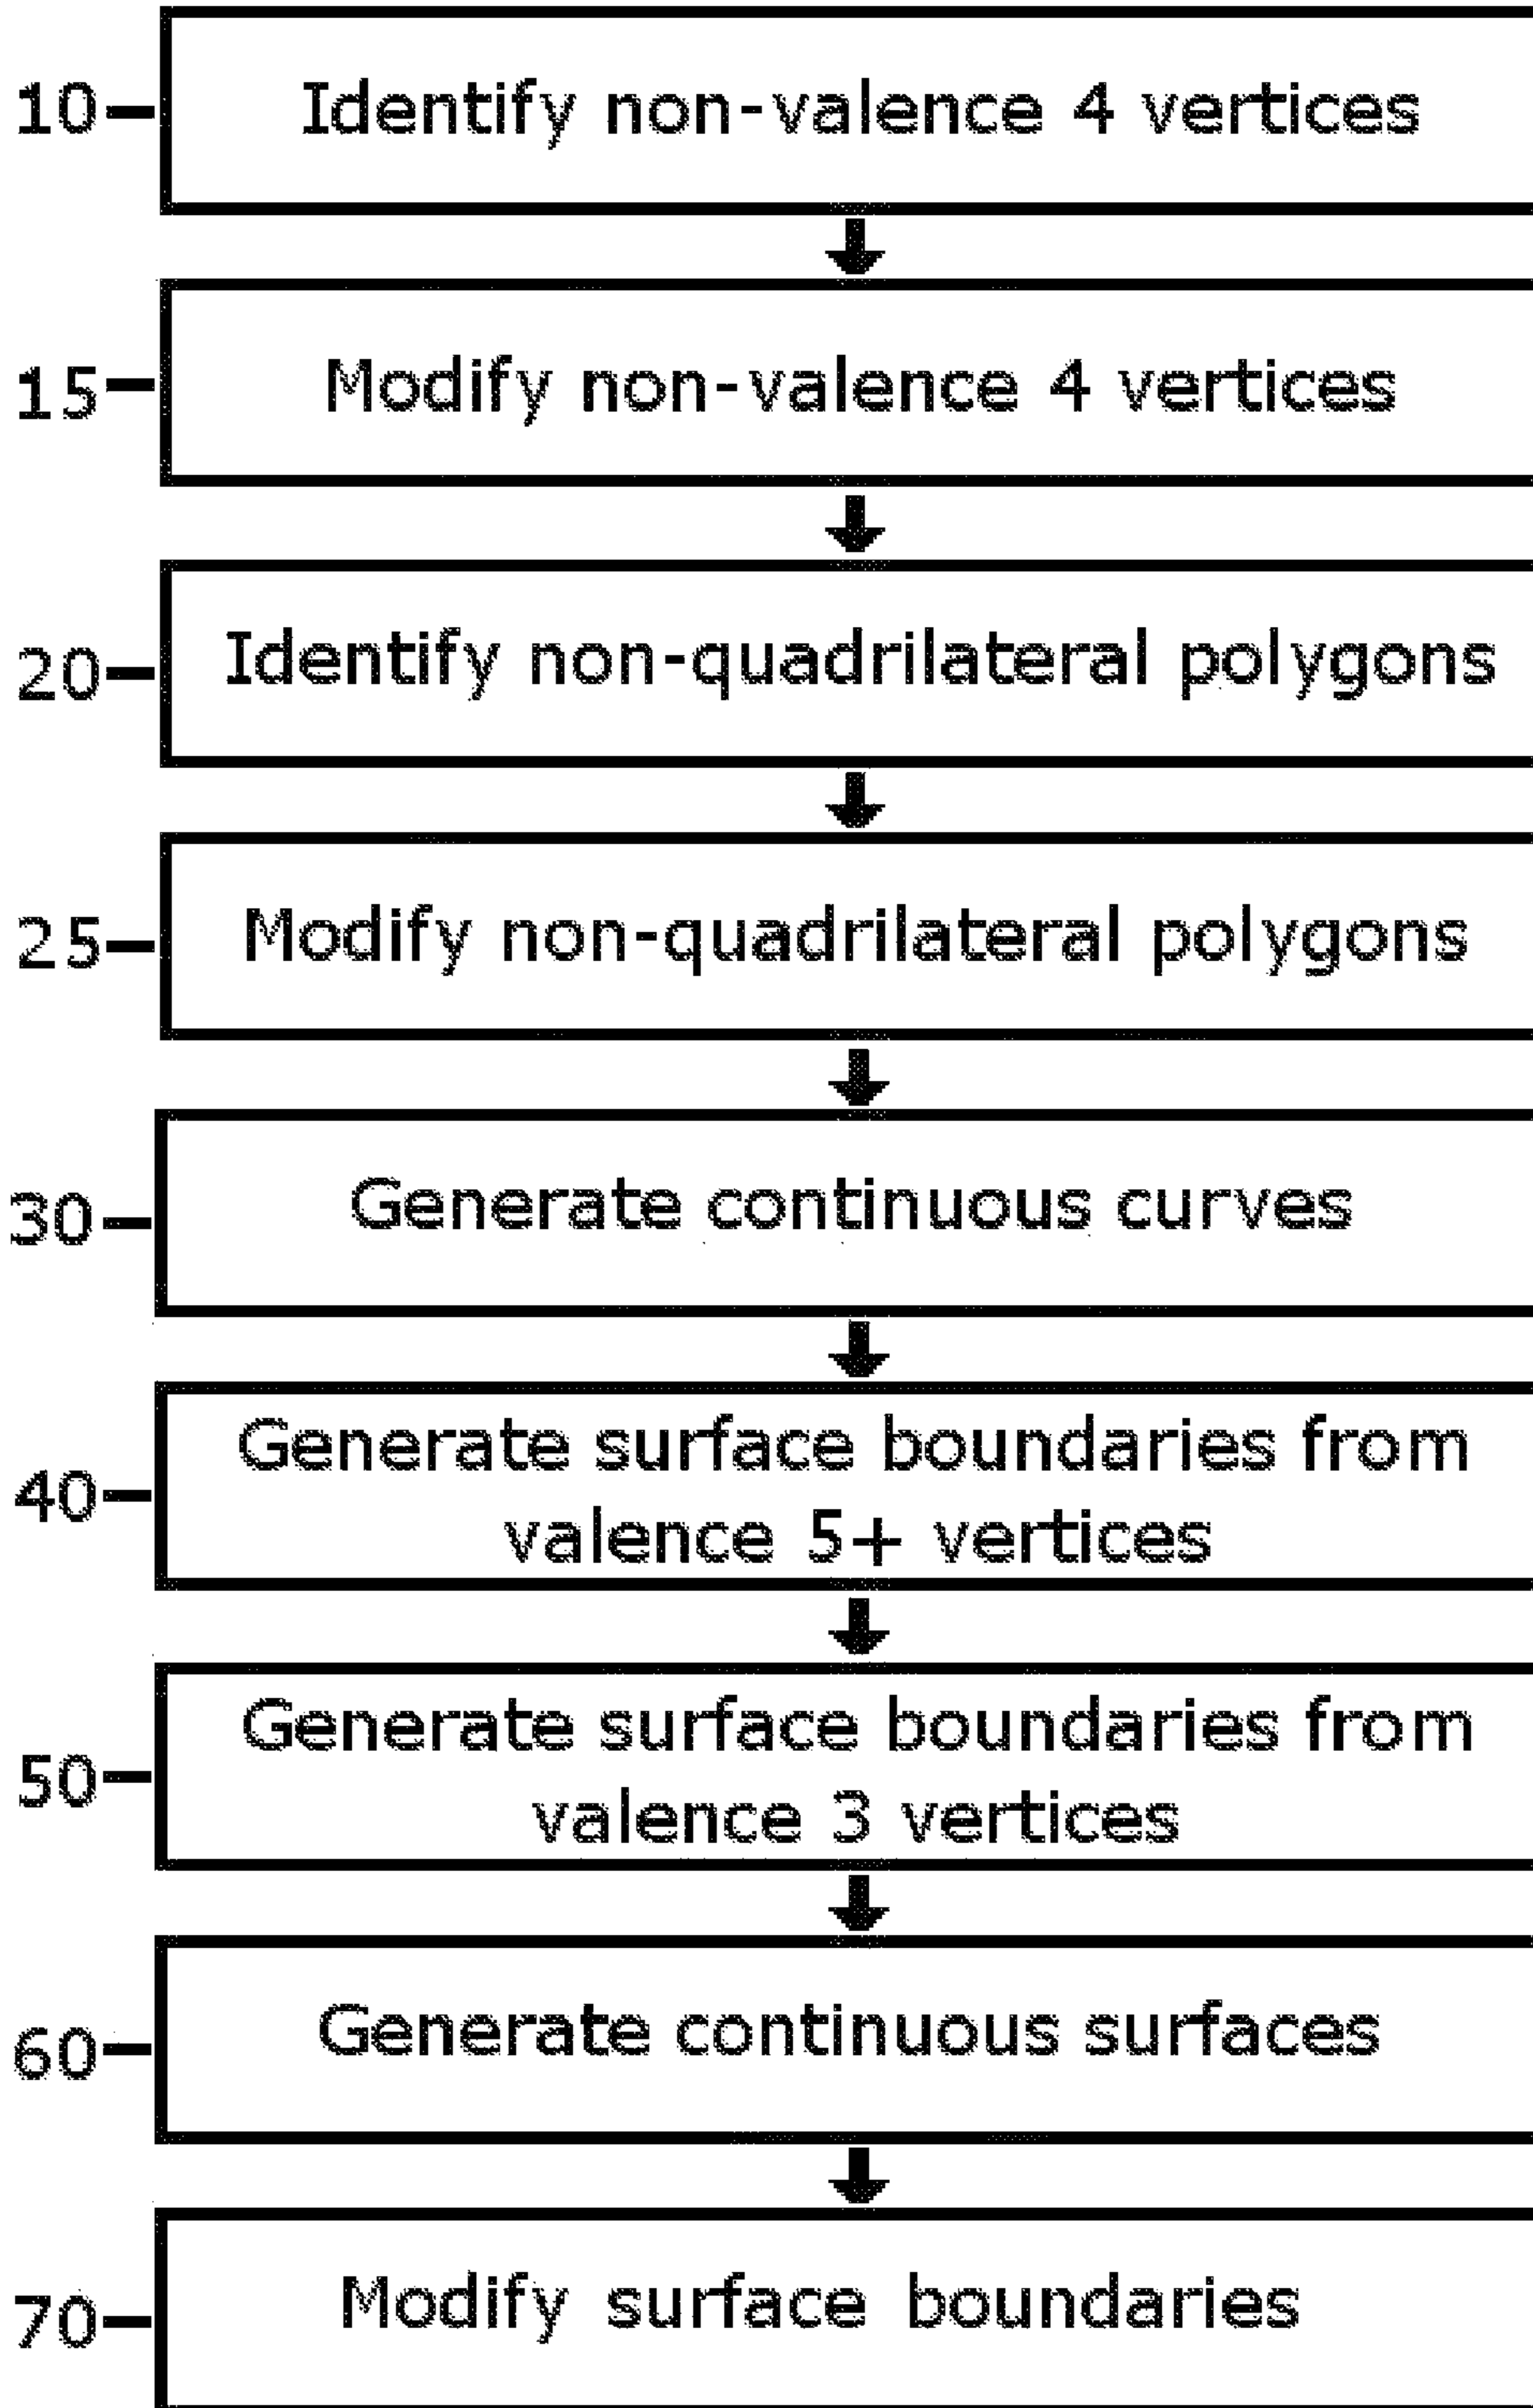 10 Identify non-valence 4 vertices
15 Modify non-valence 4 vertices
20 Identify non-quadrilateral polygons
25 Modify non-quadrilateral polygons
30 Generate continuous curves
40 Generate surface boundaries from
valence 5+ vertices
50 Generate surface boundaries from
valence 3 vertices
60 Generate continuous surfaces
70 Modify surface boundaries